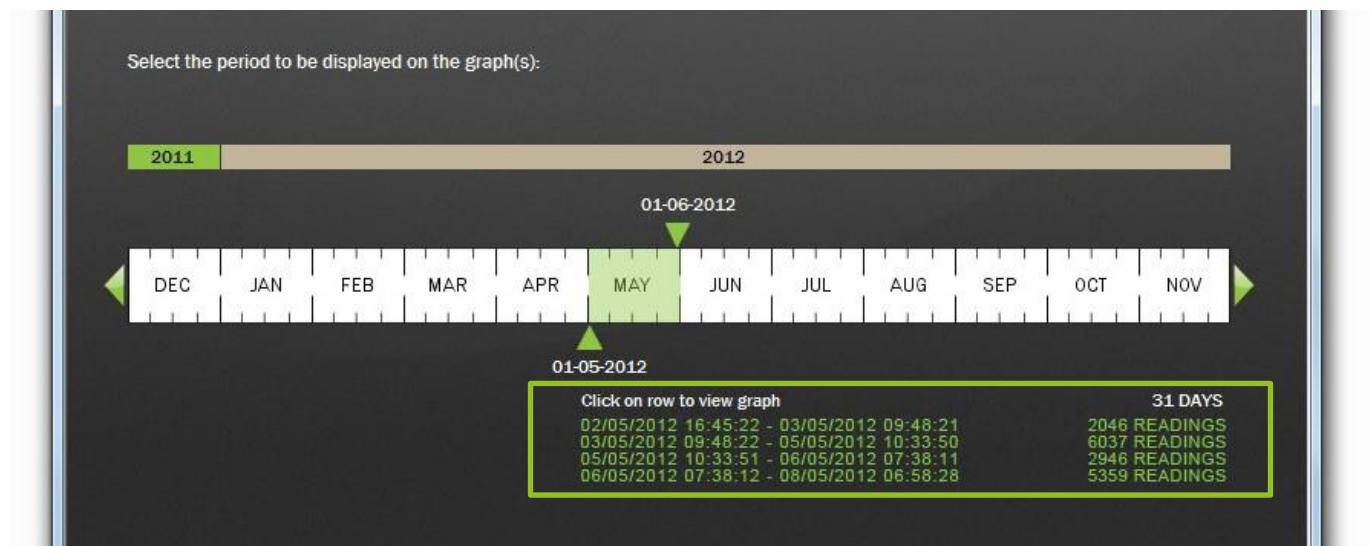 Select the period to be displayed on the graph(s):
2011 2012
01-06-2012
DEC JAN FEB MAR APR MAY JUN JUL AUG SEP OCT NOV
01-05-2012
Click on row to view graph 31 DAYS
02/05/2012 16:45:22 - 03/05/2012 09:48:21 2046 READINGS
03/05/2012 09:48:22 - 05/05/2012 10:33:50 6037 READINGS
05/05/2012 10:33:51 - 06/05/2012 07:38:11 2946 READINGS
06/05/2012 07:38:12 - 08/05/2012 06:58:28 5359 READINGS